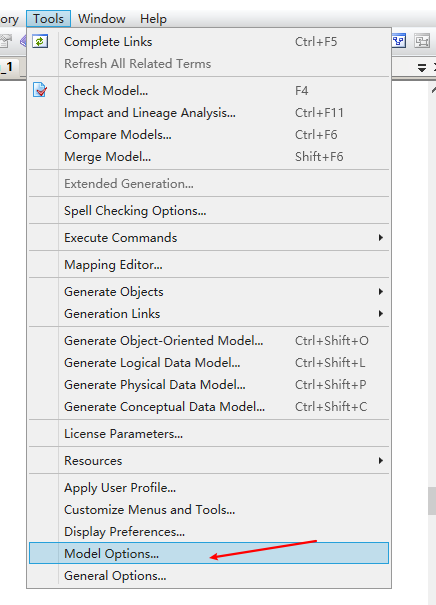 ory Tools Window Help
_1
Complete Links Ctrl+F5
Refresh All Related Terms
Check Model... F4
Impact and Lineage Analysis... Ctrl+F11
Compare Models... Ctrl+F6
Merge Model... Shift+F6
Extended Generation...
Spell Checking Options...
Execute Commands
Mapping Editor...
Generate Objects
Generation Links
Generate Object-Oriented Model... Ctrl+Shift+O
Generate Logical Data Model... Ctrl+Shift+L
Generate Physical Data Model... Ctrl+Shift+P
Generate Conceptual Data Model... Ctrl+Shift+C
License Parameters...
Resources
Apply User Profile...
Customize Menus and Tools...
Display Preferences...
Model Options...
General Options...